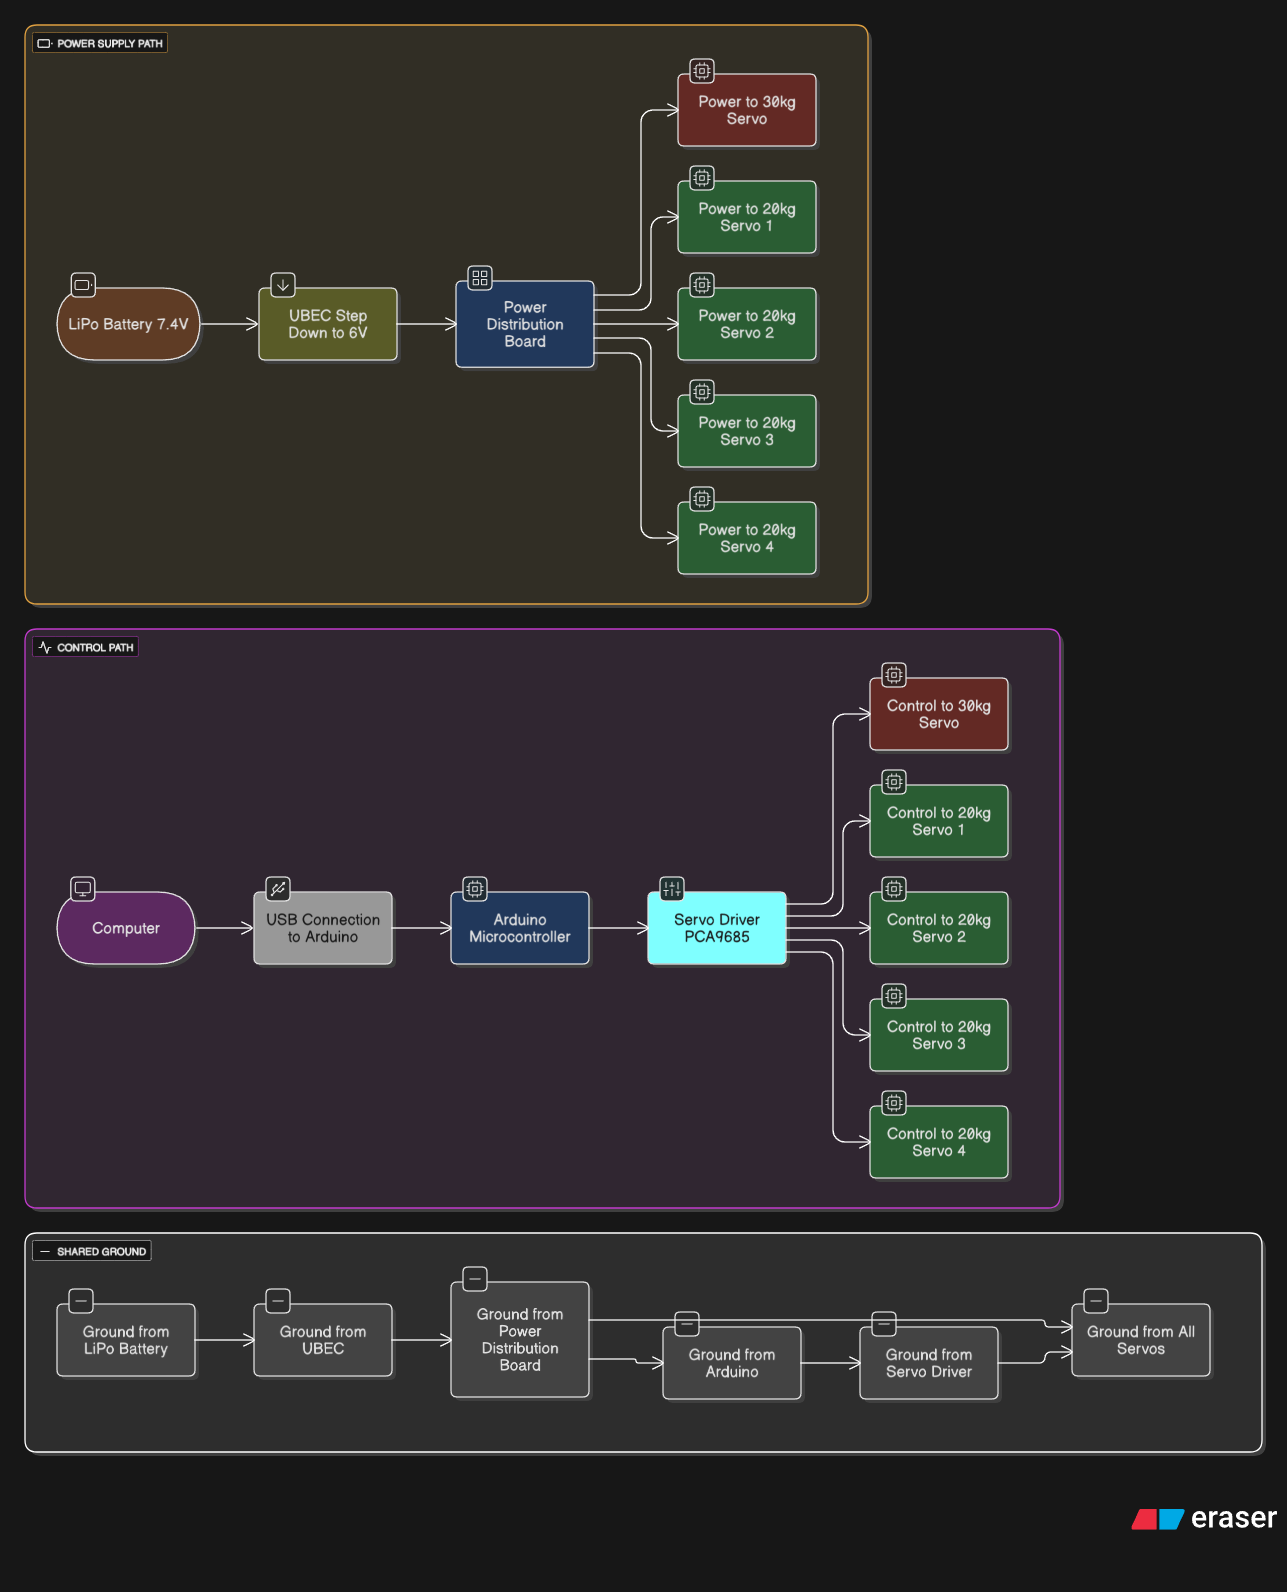 POWER SUPPLY PATH
Power to 30kg
Servo
Power to 20kg
Servo 1
LiPo Battery 7.4V
UBEC Step
Down to 6V
Power
Distribution
Board
Power to 20kg
Servo 2
Power to 20kg
Servo 3
Power to 20kg
Servo 4
CONTROL PATH
Control to 30kg
Servo
Control to 20kg
Servo 1
Computer
USB Connection
to Arduino
Arduino
Microcontroller
Servo Driver
PCA9685
Control to 20kg
Servo 2
Control to 20kg
Servo 3
Control to 20kg
Servo 4
SHARED GROUND
Ground from
LiPo Battery
Ground from
UBEC
Ground from
Power
Distribution
Board
Ground from
Arduino
Ground from
Servo Driver
Ground from All
Servos
eraser